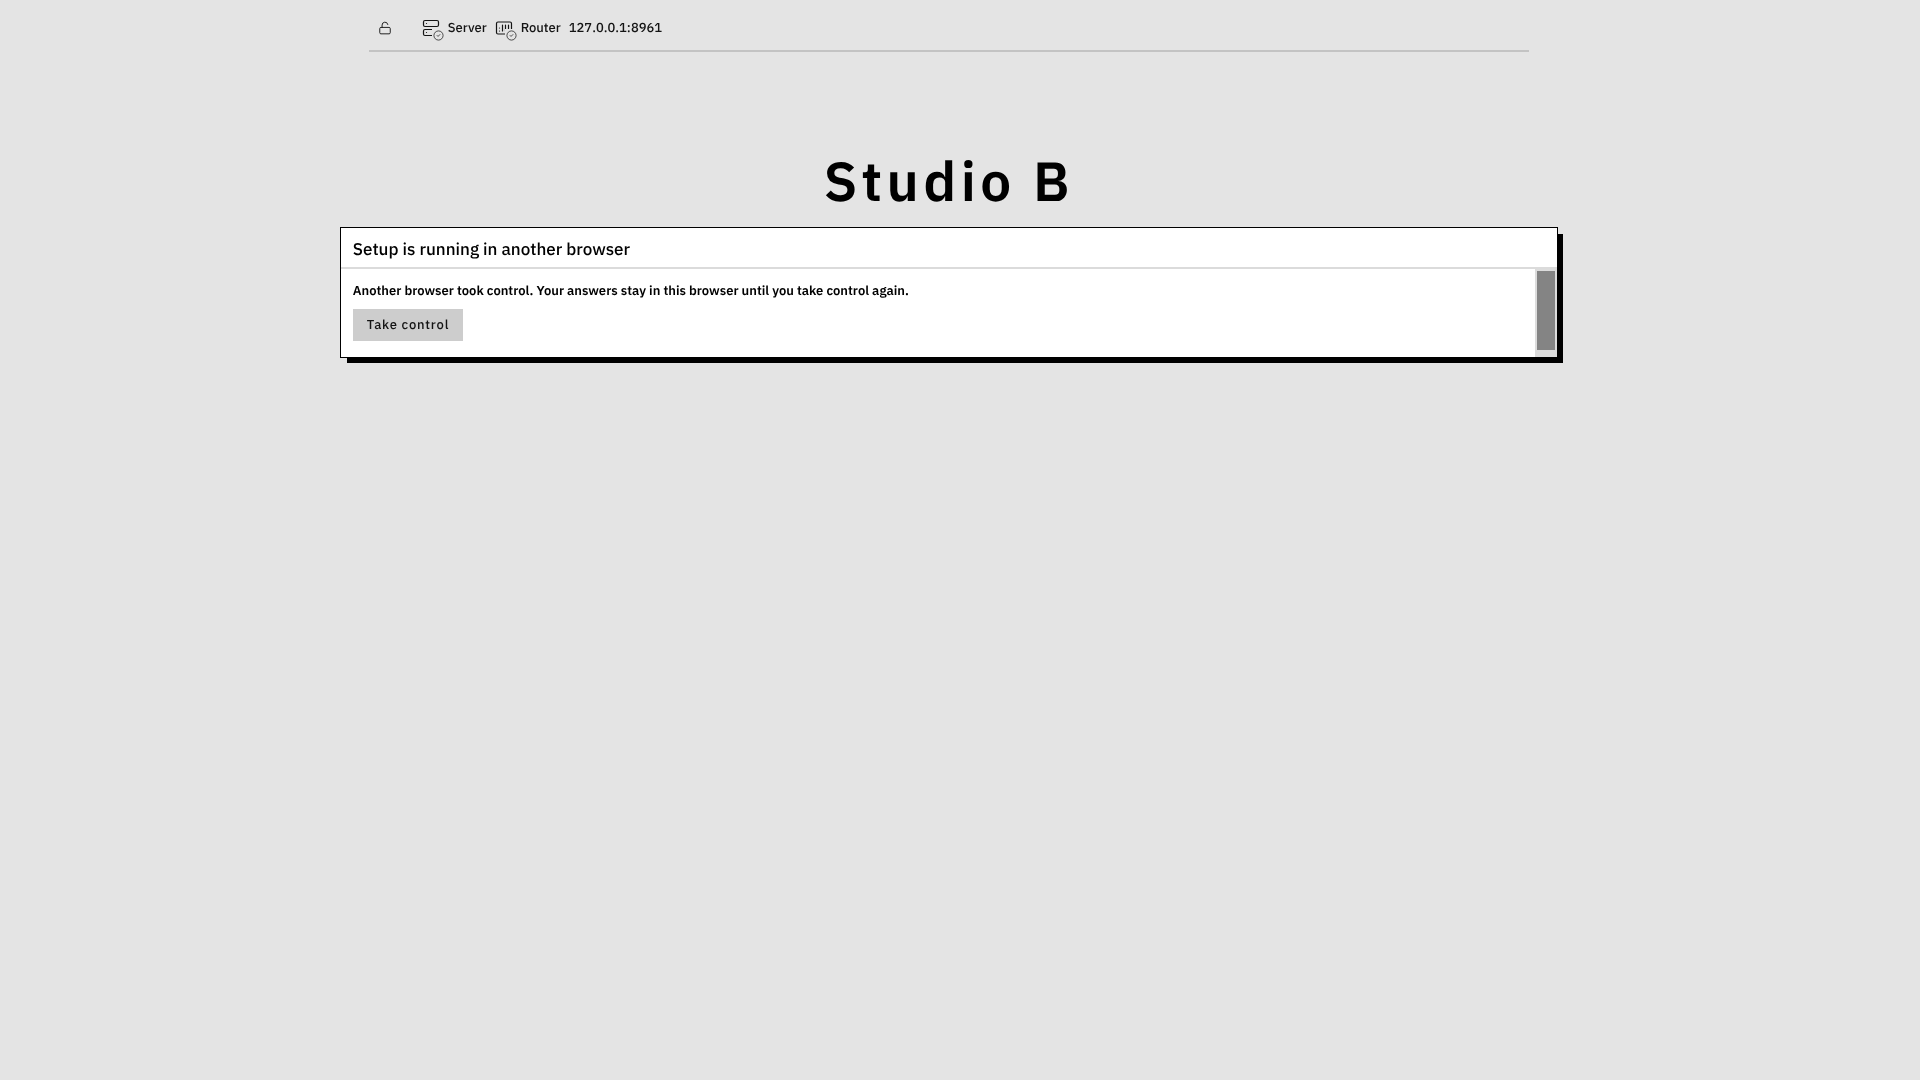 Server Router 127.0.0.1:8961
Studio B
Setup is running in another browser
Another browser took control. Your answers stay in this browser until you take control again.
Take control